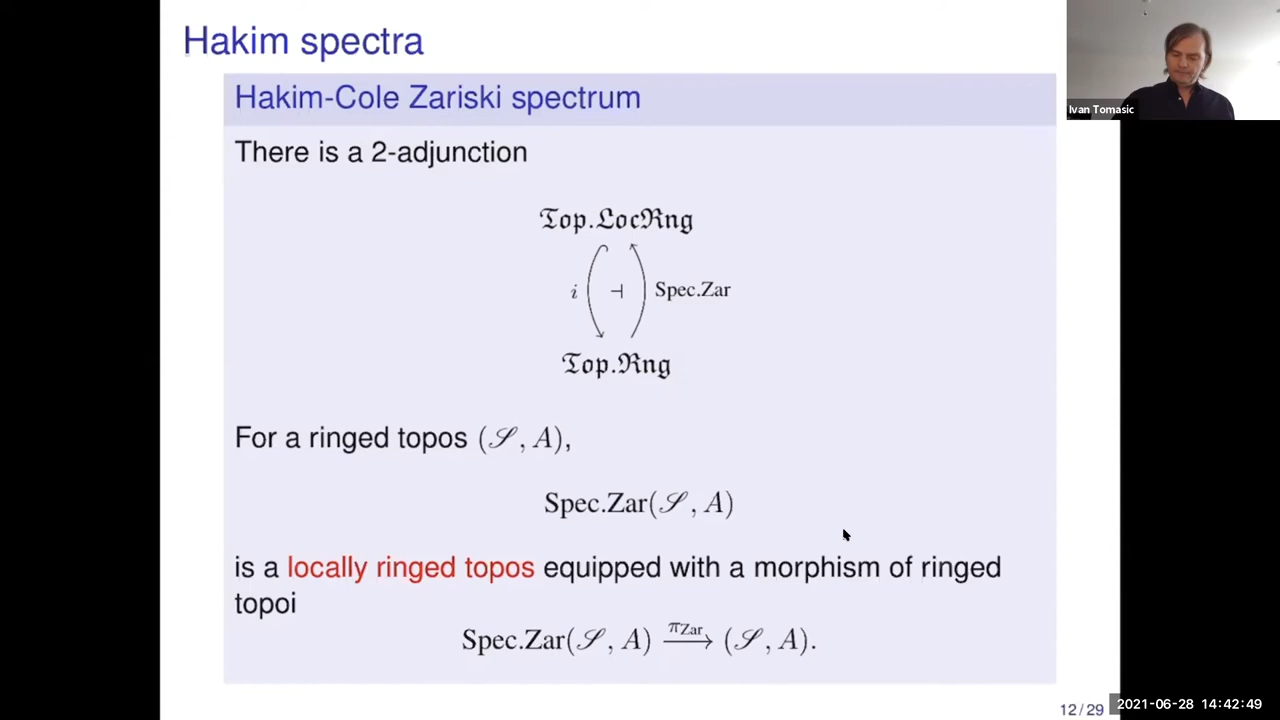 Hakim spectra
Hakim-Cole Zariski spectrum
There is a 2-adjunction
𝔗op.𝔏oc𝔑ng
i ⊣ Spec.Zar
𝔗op.𝔑ng
For a ringed topos (𝒮, A),
Spec.Zar(𝒮, A)
is a locally ringed topos equipped with a morphism of ringed
topoi
Spec.Zar(𝒮, A) —πZar→ (𝒮, A).
12/29
Ivan Tomasic
2021-06-28 14:42:49